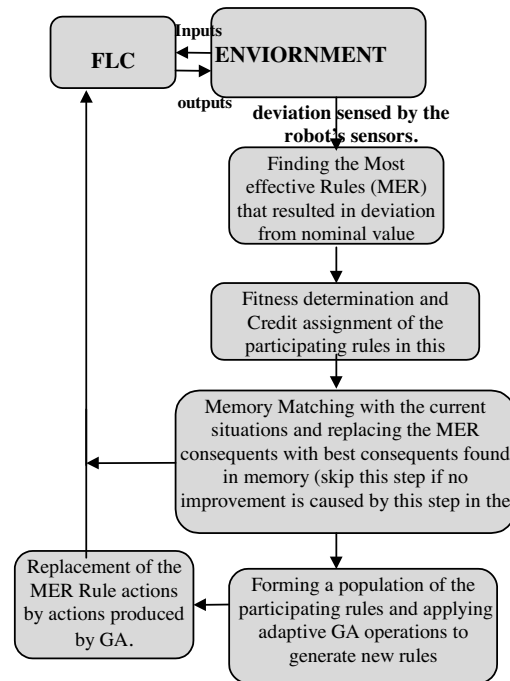 Inputs
FLC
ENVIORNMENT
outputs
deviation sensed by the
robot's sensors.
Finding the Most
effective Rules (MER)
that resulted in deviation
from nominal value
Fitness determination and
Credit assignment of the
participating rules in this
Memory Matching with the current
situations and replacing the MER
consequents with best consequents found
in memory (skip this step if no
improvement is caused by this step in the
Replacement of the
MER Rule actions
by actions produced
by GA.
Forming a population of the
participating rules and applying
adaptive GA operations to
generate new rules